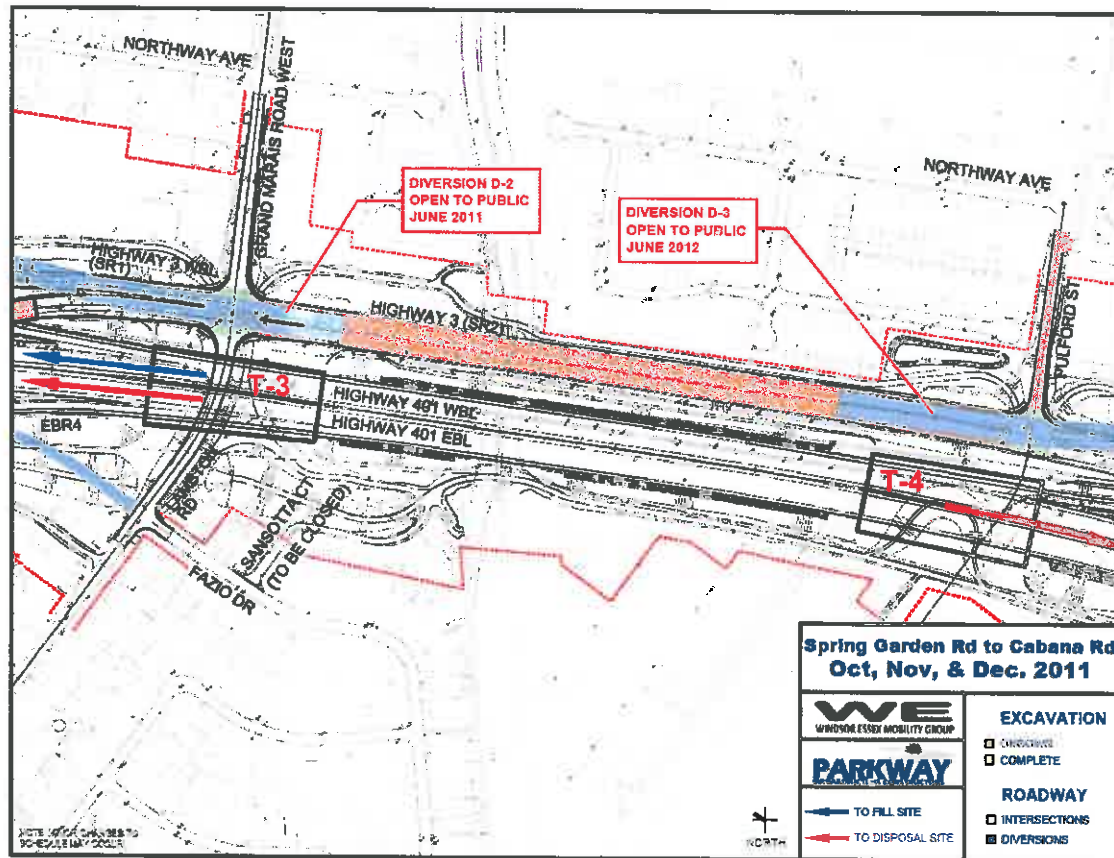 NORTHWAY AVE
GRAND MARAIS ROAD WEST
DIVERSION D-2
OPEN TO PUBLIC
JUNE 2011
NORTHWAY AVE
DIVERSION D-3
OPEN TO PUBLIC
JUNE 2012
PULFORD ST
HIGHWAY 3 WBL
(SR1)
HIGHWAY 3 (SR2)
T-3
HIGHWAY 401 WBL
HIGHWAY 401 EBL
EBR4
RD
SANSOTTA CT
(TO BE CLOSED)
FAZIO DR
T-4
Spring Garden Rd to Cabana Rd
Oct, Nov, & Dec. 2011
WE
WINDSOR ESSEX MOBILITY GROUP
PARKWAY
TO FILL SITE
TO DISPOSAL SITE
EXCAVATION
COMPLETE
ROADWAY
INTERSECTIONS
DIVERSIONS
NORTH